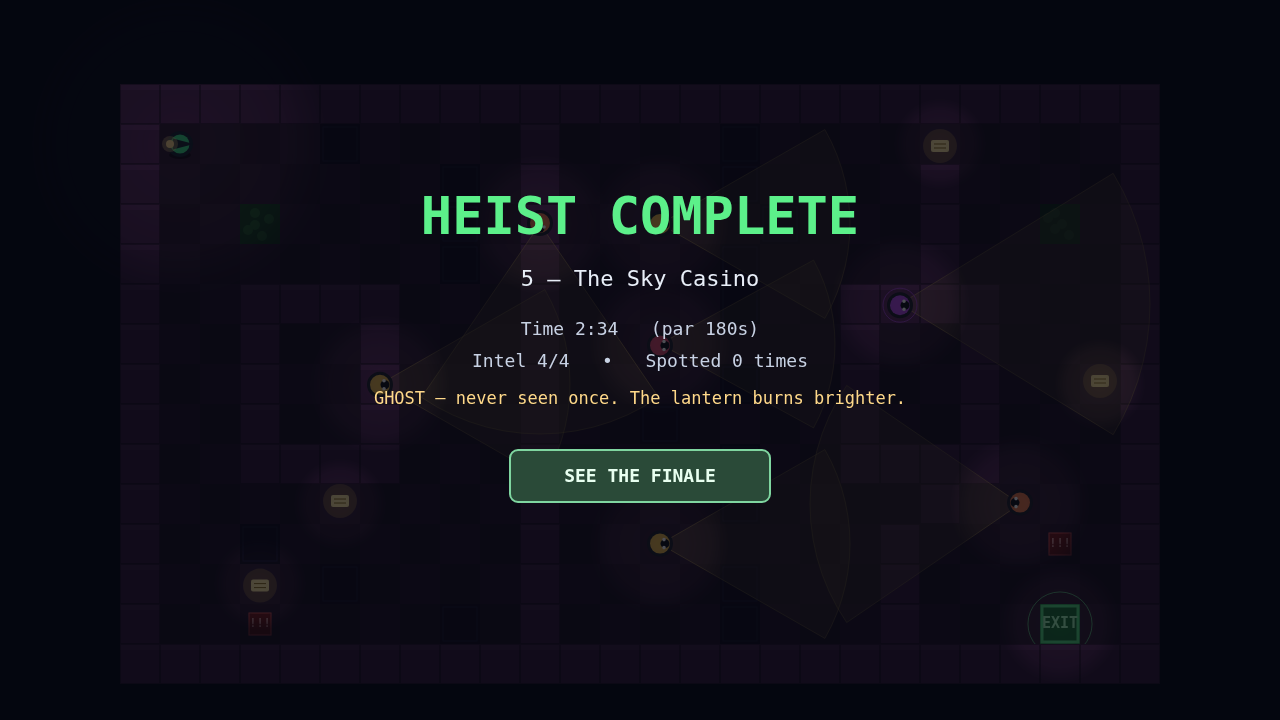 HEIST COMPLETE
5 — The Sky Casino
Time 2:34 (par 180s)
Intel 4/4 • Spotted 0 times
GHOST — never seen once. The lantern burns brighter.
SEE THE FINALE
!!!
!!!
EXIT